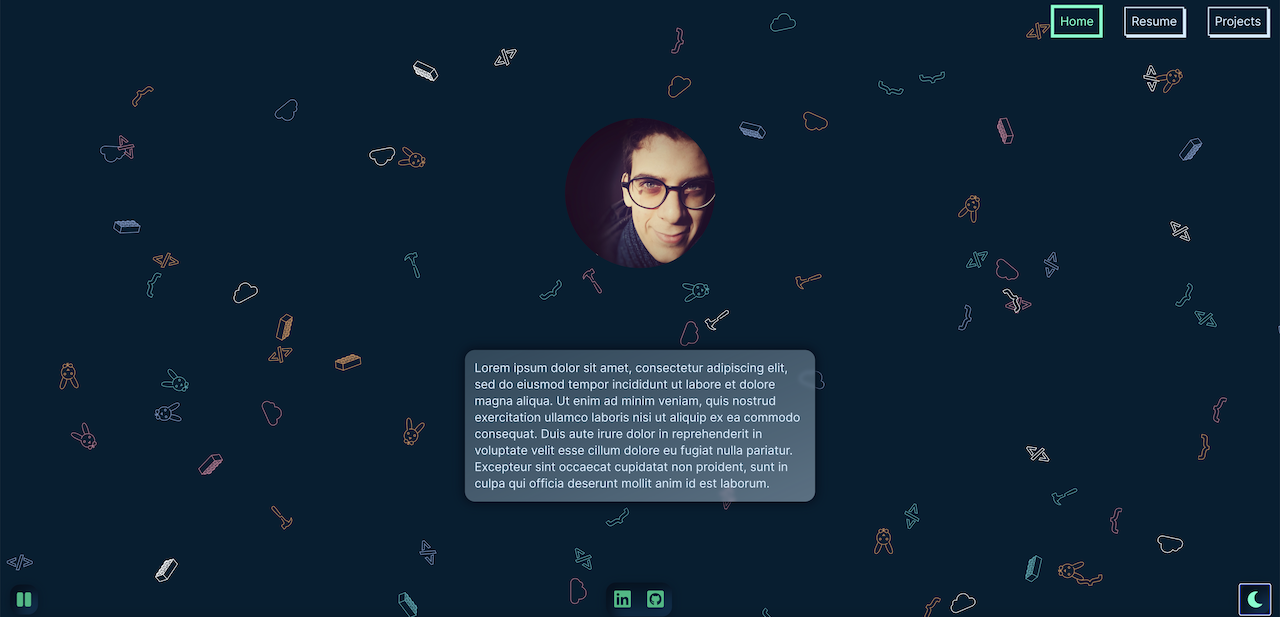 Home Resume Projects
Lorem ipsum dolor sit amet, consectetur adipiscing elit,
sed do eiusmod tempor incididunt ut labore et dolore
magna aliqua. Ut enim ad minim veniam, quis nostrud
exercitation ullamco laboris nisi ut aliquip ex ea commodo
consequat. Duis aute irure dolor in reprehenderit in
voluptate velit esse cillum dolore eu fugiat nulla pariatur.
Excepteur sint occaecat cupidatat non proident, sunt in
culpa qui officia deserunt mollit anim id est laborum.
in